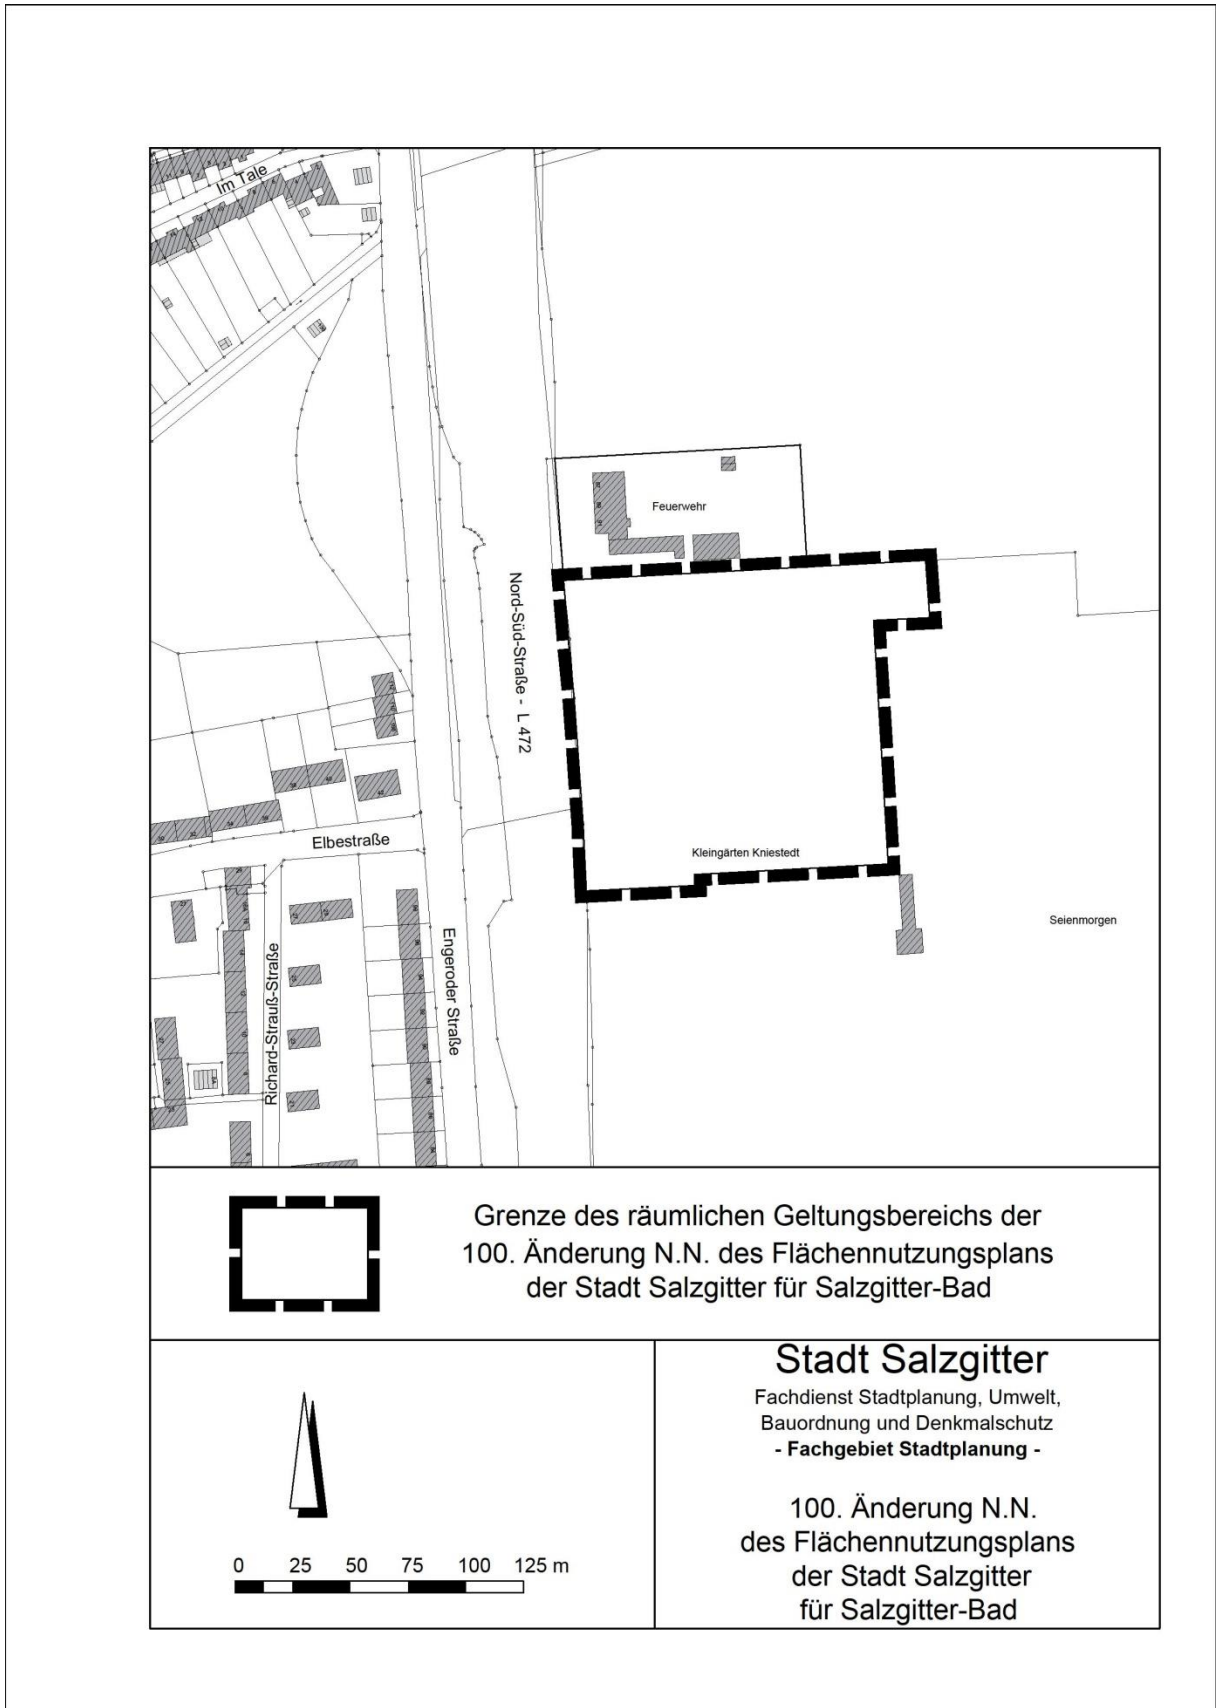 Im Tale
Feuerwehr
Nord-Süd-Straße - L 472
Elbestraße
Kleingärten Kniestedt
Seienmorgen
Engeroder Straße
Richard-Strauß-Straße
Grenze des räumlichen Geltungsbereichs der
100. Änderung N.N. des Flächennutzungsplans
der Stadt Salzgitter für Salzgitter-Bad
Stadt Salzgitter
Fachdienst Stadtplanung, Umwelt,
Bauordnung und Denkmalschutz
- Fachgebiet Stadtplanung -
100. Änderung N.N.
des Flächennutzungsplans
der Stadt Salzgitter
für Salzgitter-Bad
0 25 50 75 100 125 m